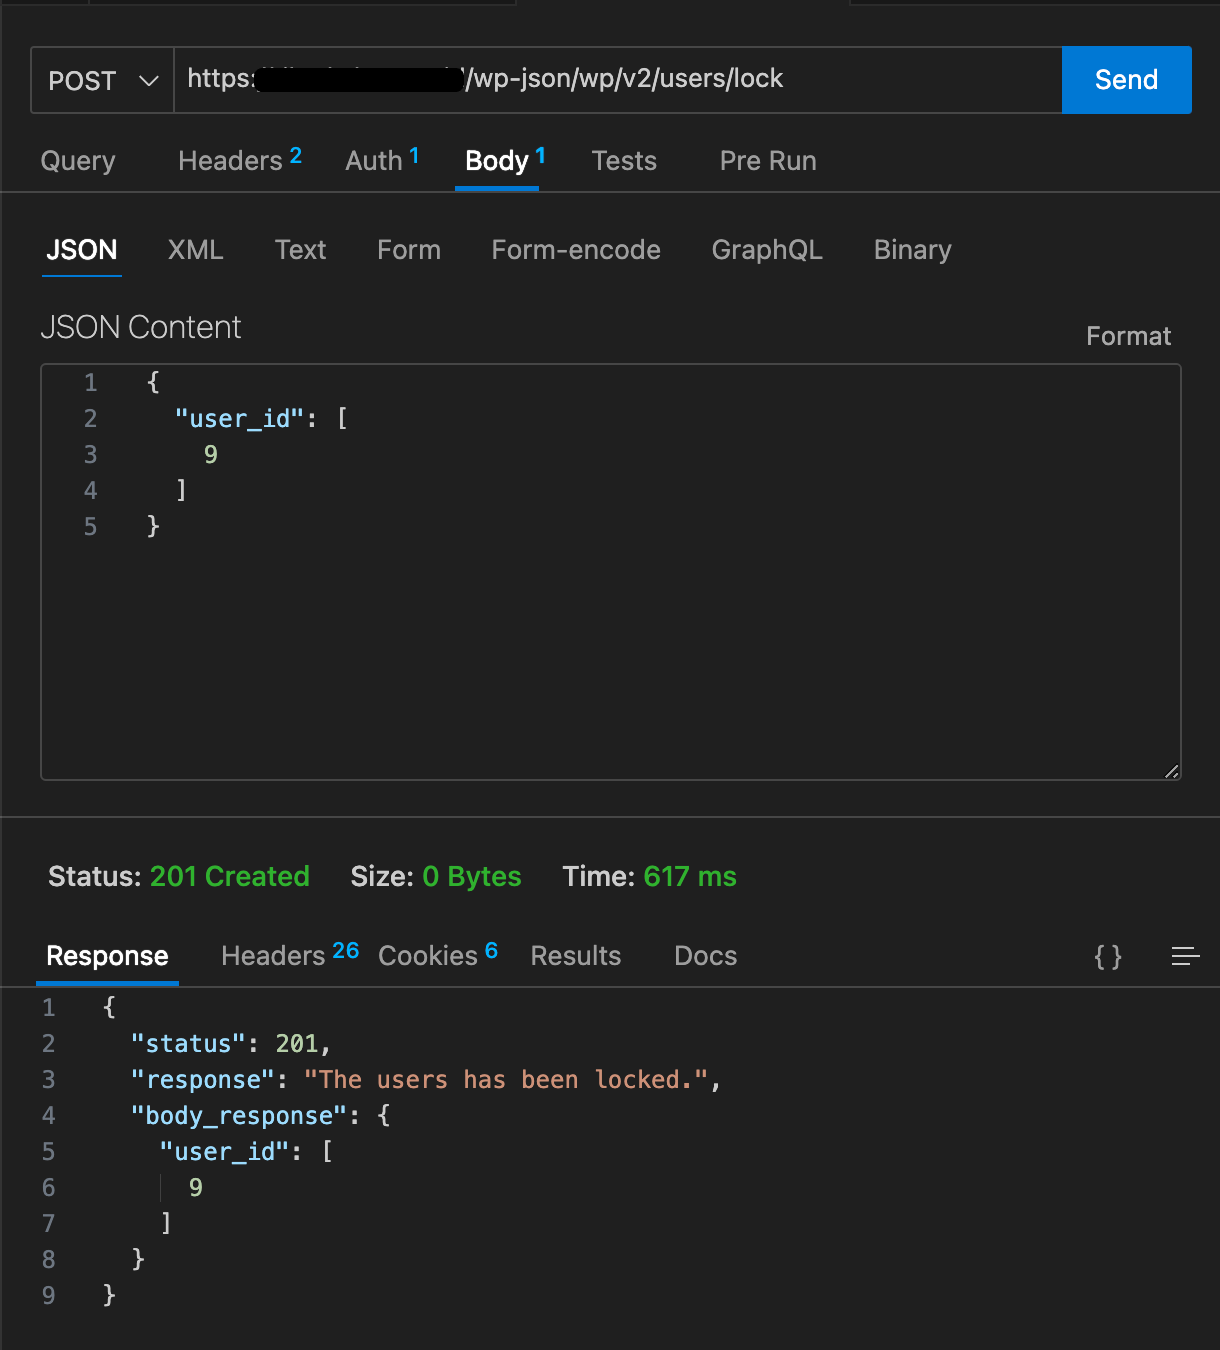 POST https: /wp-json/wp/v2/users/lock Send
Query Headers 2 Auth 1 Body 1 Tests Pre Run
JSON XML Text Form Form-encode GraphQL Binary
JSON Content
Format
1 {
2 "user_id": [
3 9
4 ]
5 }
Status: 201 Created Size: 0 Bytes Time: 617 ms
Response Headers 26 Cookies 6 Results Docs { }
1 {
2 "status": 201,
3 "response": "The users has been locked.",
4 "body_response": {
5 "user_id": [
6 9
7 ]
8 }
9 }